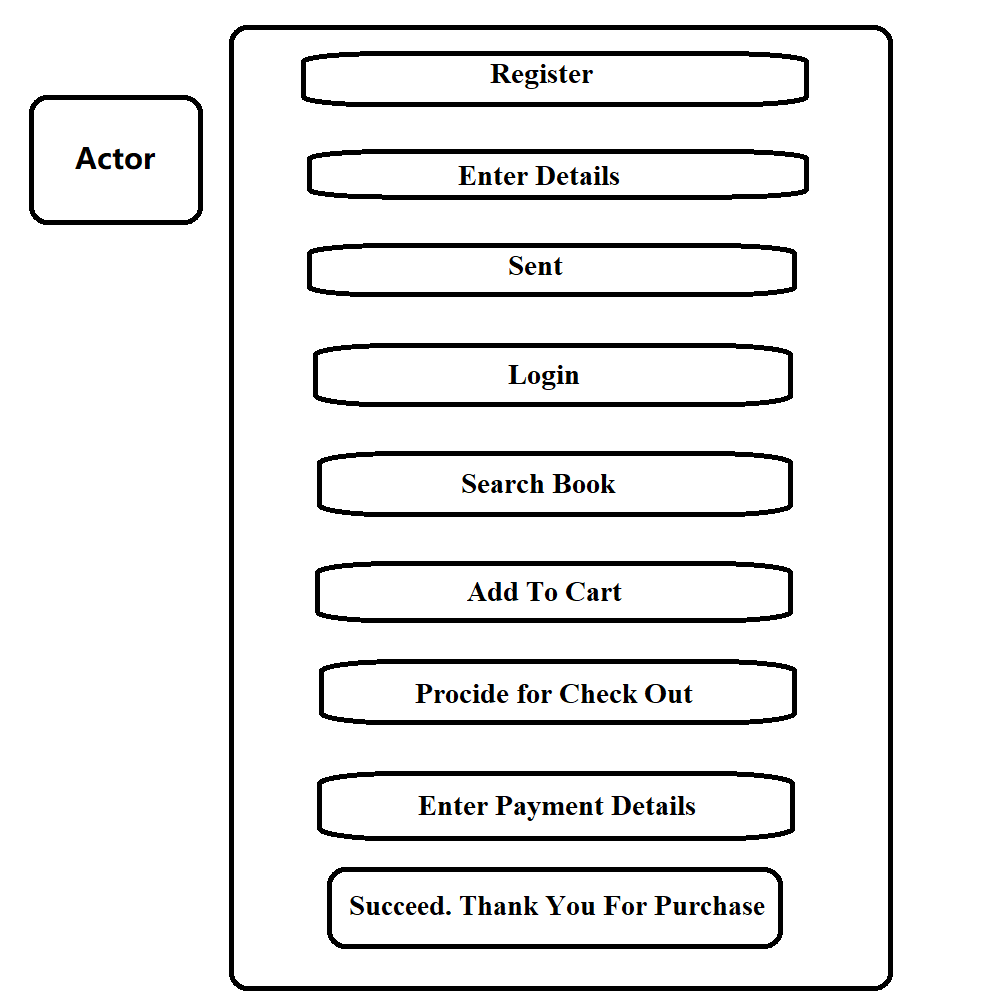 Register
Actor
Enter Details
Sent
Login
Search Book
Add To Cart
Procide for Check Out
Enter Payment Details
Succeed. Thank You For Purchase